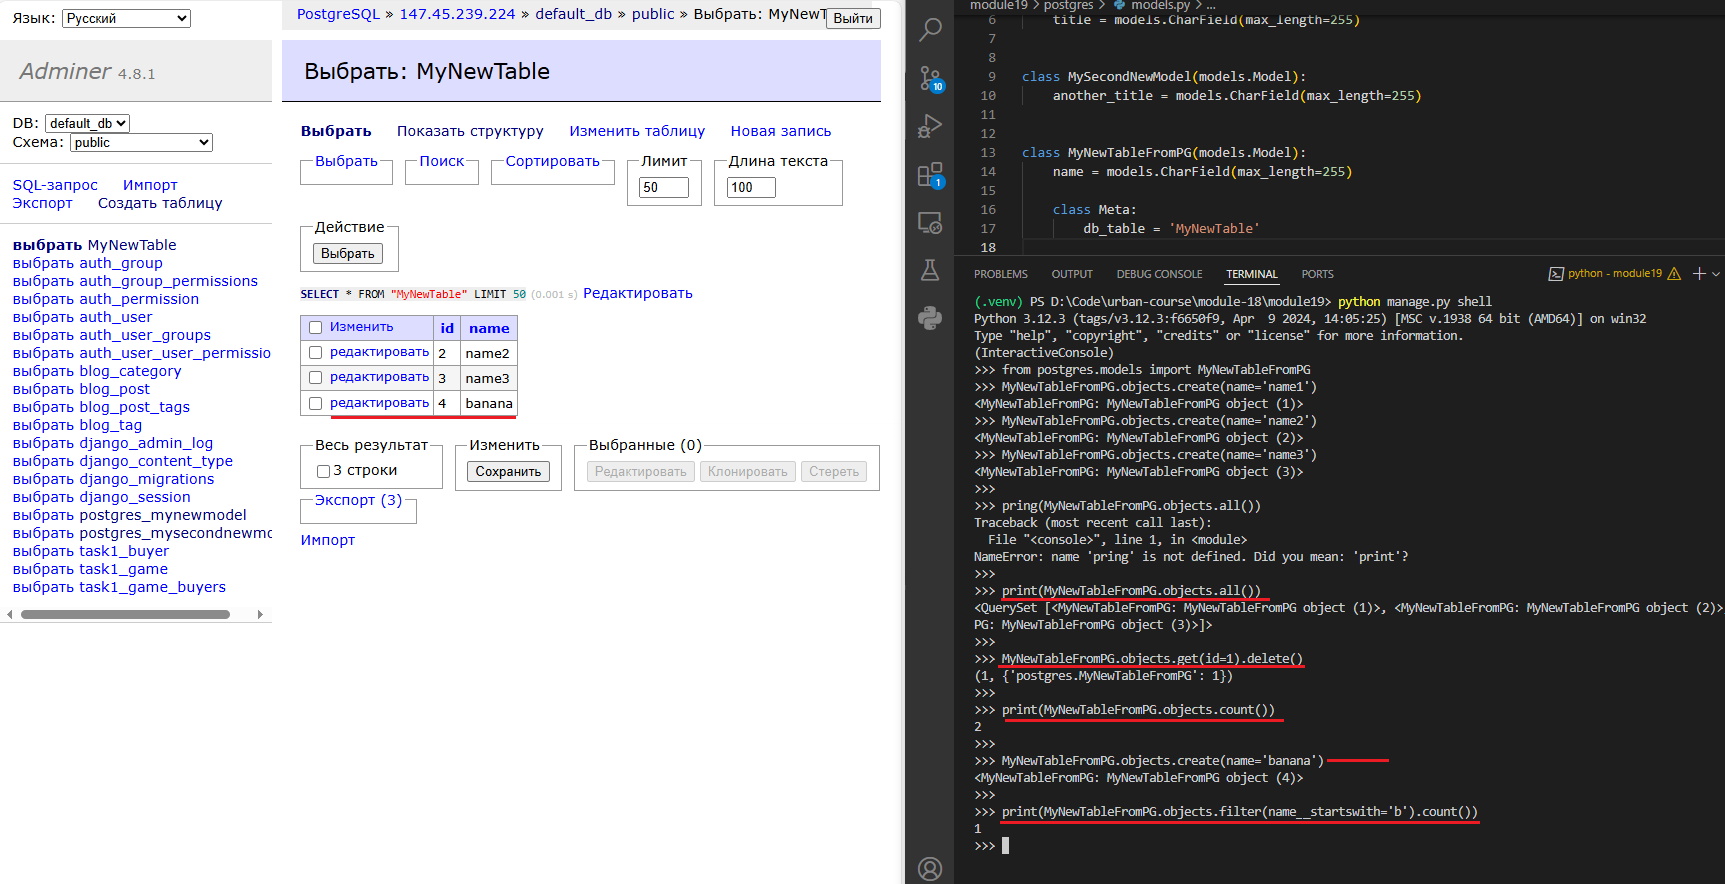 Язык: Русский
PostgreSQL » 147.45.239.224 » default_db » public » Выбрать: MyNewT
Выйти
Adminer 4.8.1
Выбрать: MyNewTable
DB: default_db
Схема: public
SQL-запрос Импорт
Экспорт Создать таблицу
выбрать MyNewTable
выбрать auth_group
выбрать auth_group_permissions
выбрать auth_permission
выбрать auth_user
выбрать auth_user_groups
выбрать auth_user_user_permissio
выбрать blog_category
выбрать blog_post
выбрать blog_post_tags
выбрать blog_tag
выбрать django_admin_log
выбрать django_content_type
выбрать django_migrations
выбрать django_session
выбрать postgres_mynewmodel
выбрать postgres_mysecondnewmo
выбрать task1_buyer
выбрать task1_game
выбрать task1_game_buyers
Выбрать Показать структуру Изменить таблицу Новая запись
Выбрать Поиск Сортировать Лимит Длина текста
50 100
Действие
Выбрать
SELECT * FROM "MyNewTable" LIMIT 50 (0.001 s) Редактировать
Изменить id name
редактировать 2 name2
редактировать 3 name3
редактировать 4 banana
Весь результат Изменить Выбранные (0)
3 строки Сохранить Редактировать Клонировать Стереть
Экспорт (3)
Импорт
module19 > postgres > models.py > ...
6 title = models.CharField(max_length=255)
7
8
9 class MySecondNewModel(models.Model):
10 another_title = models.CharField(max_length=255)
11
12
13 class MyNewTableFromPG(models.Model):
14 name = models.CharField(max_length=255)
15
16 class Meta:
17 db_table = 'MyNewTable'
18
10
1
PROBLEMS OUTPUT DEBUG CONSOLE TERMINAL PORTS python - module19
(.venv) PS D:\Code\urban-course\module-18\module19> python manage.py shell
Python 3.12.3 (tags/v3.12.3:f6650f9, Apr  9 2024, 14:05:25) [MSC v.1938 64 bit (AMD64)] on win32
Type "help", "copyright", "credits" or "license" for more information.
(InteractiveConsole)
>>> from postgres.models import MyNewTableFromPG
>>> MyNewTableFromPG.objects.create(name='name1')
<MyNewTableFromPG: MyNewTableFromPG object (1)>
>>> MyNewTableFromPG.objects.create(name='name2')
<MyNewTableFromPG: MyNewTableFromPG object (2)>
>>> MyNewTableFromPG.objects.create(name='name3')
<MyNewTableFromPG: MyNewTableFromPG object (3)>
>>>
>>> pring(MyNewTableFromPG.objects.all())
Traceback (most recent call last):
File "<console>", line 1, in <module>
NameError: name 'pring' is not defined. Did you mean: 'print'?
>>>
>>> print(MyNewTableFromPG.objects.all())
<QuerySet [<MyNewTableFromPG: MyNewTableFromPG object (1)>, <MyNewTableFromPG: MyNewTableFromPG object (2)>
PG: MyNewTableFromPG object (3)>]>
>>>
>>> MyNewTableFromPG.objects.get(id=1).delete()
(1, {'postgres.MyNewTableFromPG': 1})
>>>
>>> print(MyNewTableFromPG.objects.count())
2
>>>
>>> MyNewTableFromPG.objects.create(name='banana')
<MyNewTableFromPG: MyNewTableFromPG object (4)>
>>>
>>> print(MyNewTableFromPG.objects.filter(name__startswith='b').count())
1
>>>